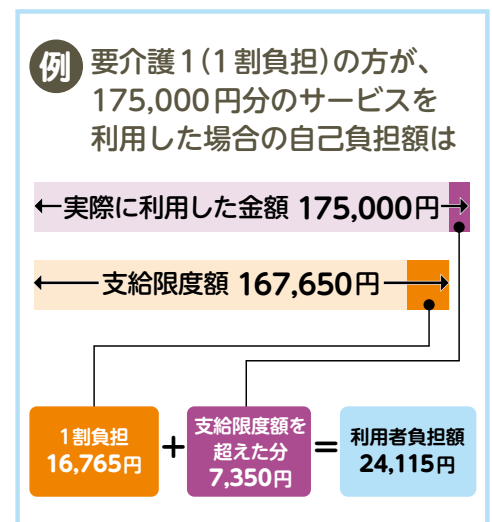 例 要介護1(1割負担)の方が、
175,000円分のサービスを
利用した場合の自己負担額は
実際に利用した金額 175,000円
支給限度額 167,650円
1割負担
16,765円
+
支給限度額を
超えた分
7,350円
=
利用者負担額
24,115円